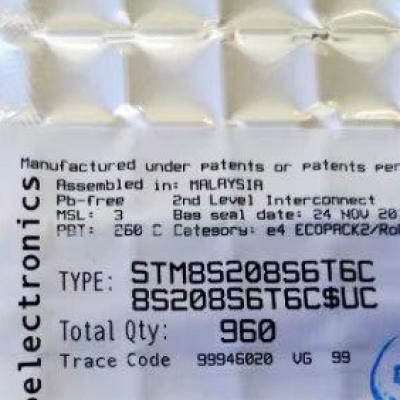 Manufactured under patents or patents per
Assembled in: MALAYSIA
Pb-free 2nd Level Interconnect
MSL: 3 Bag seal date: 24 NOV 20
PBT: 260 C Category: e4 ECOPACK2/RoH
TYPE: STM8S208S6T6C
8S208S6T6C$UC
Total Qty: 960
Trace Code 99946020 VG 99
electronics